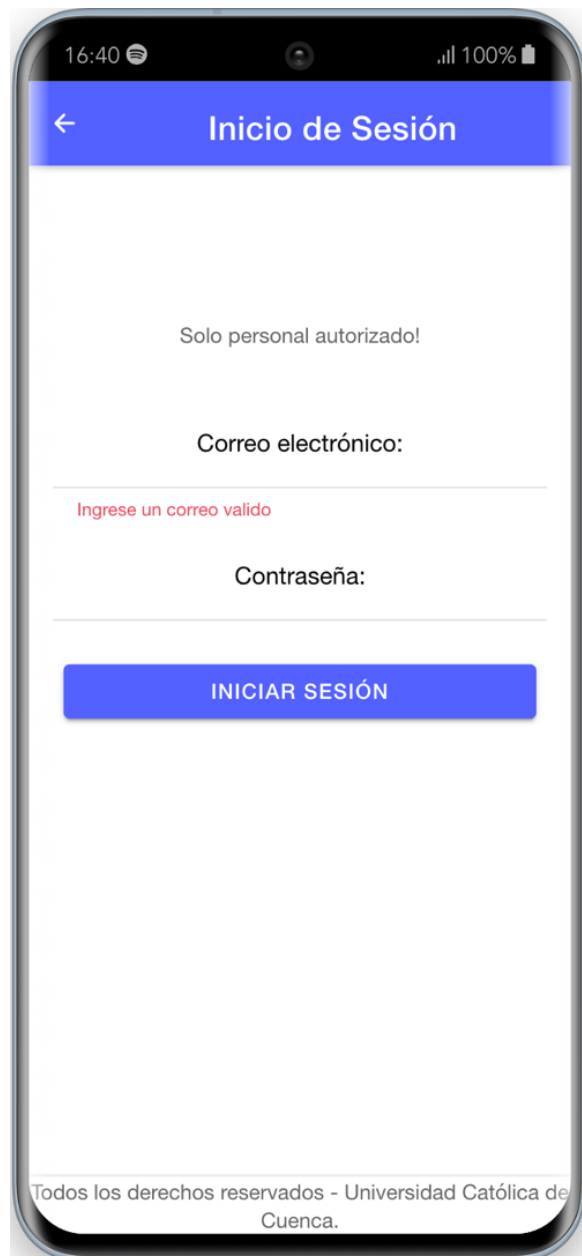 16:40
100%
Inicio de Sesión
Solo personal autorizado!
Correo electrónico:
Ingrese un correo valido
Contraseña:
INICIAR SESIÓN
Todos los derechos reservados - Universidad Católica de
Cuenca.